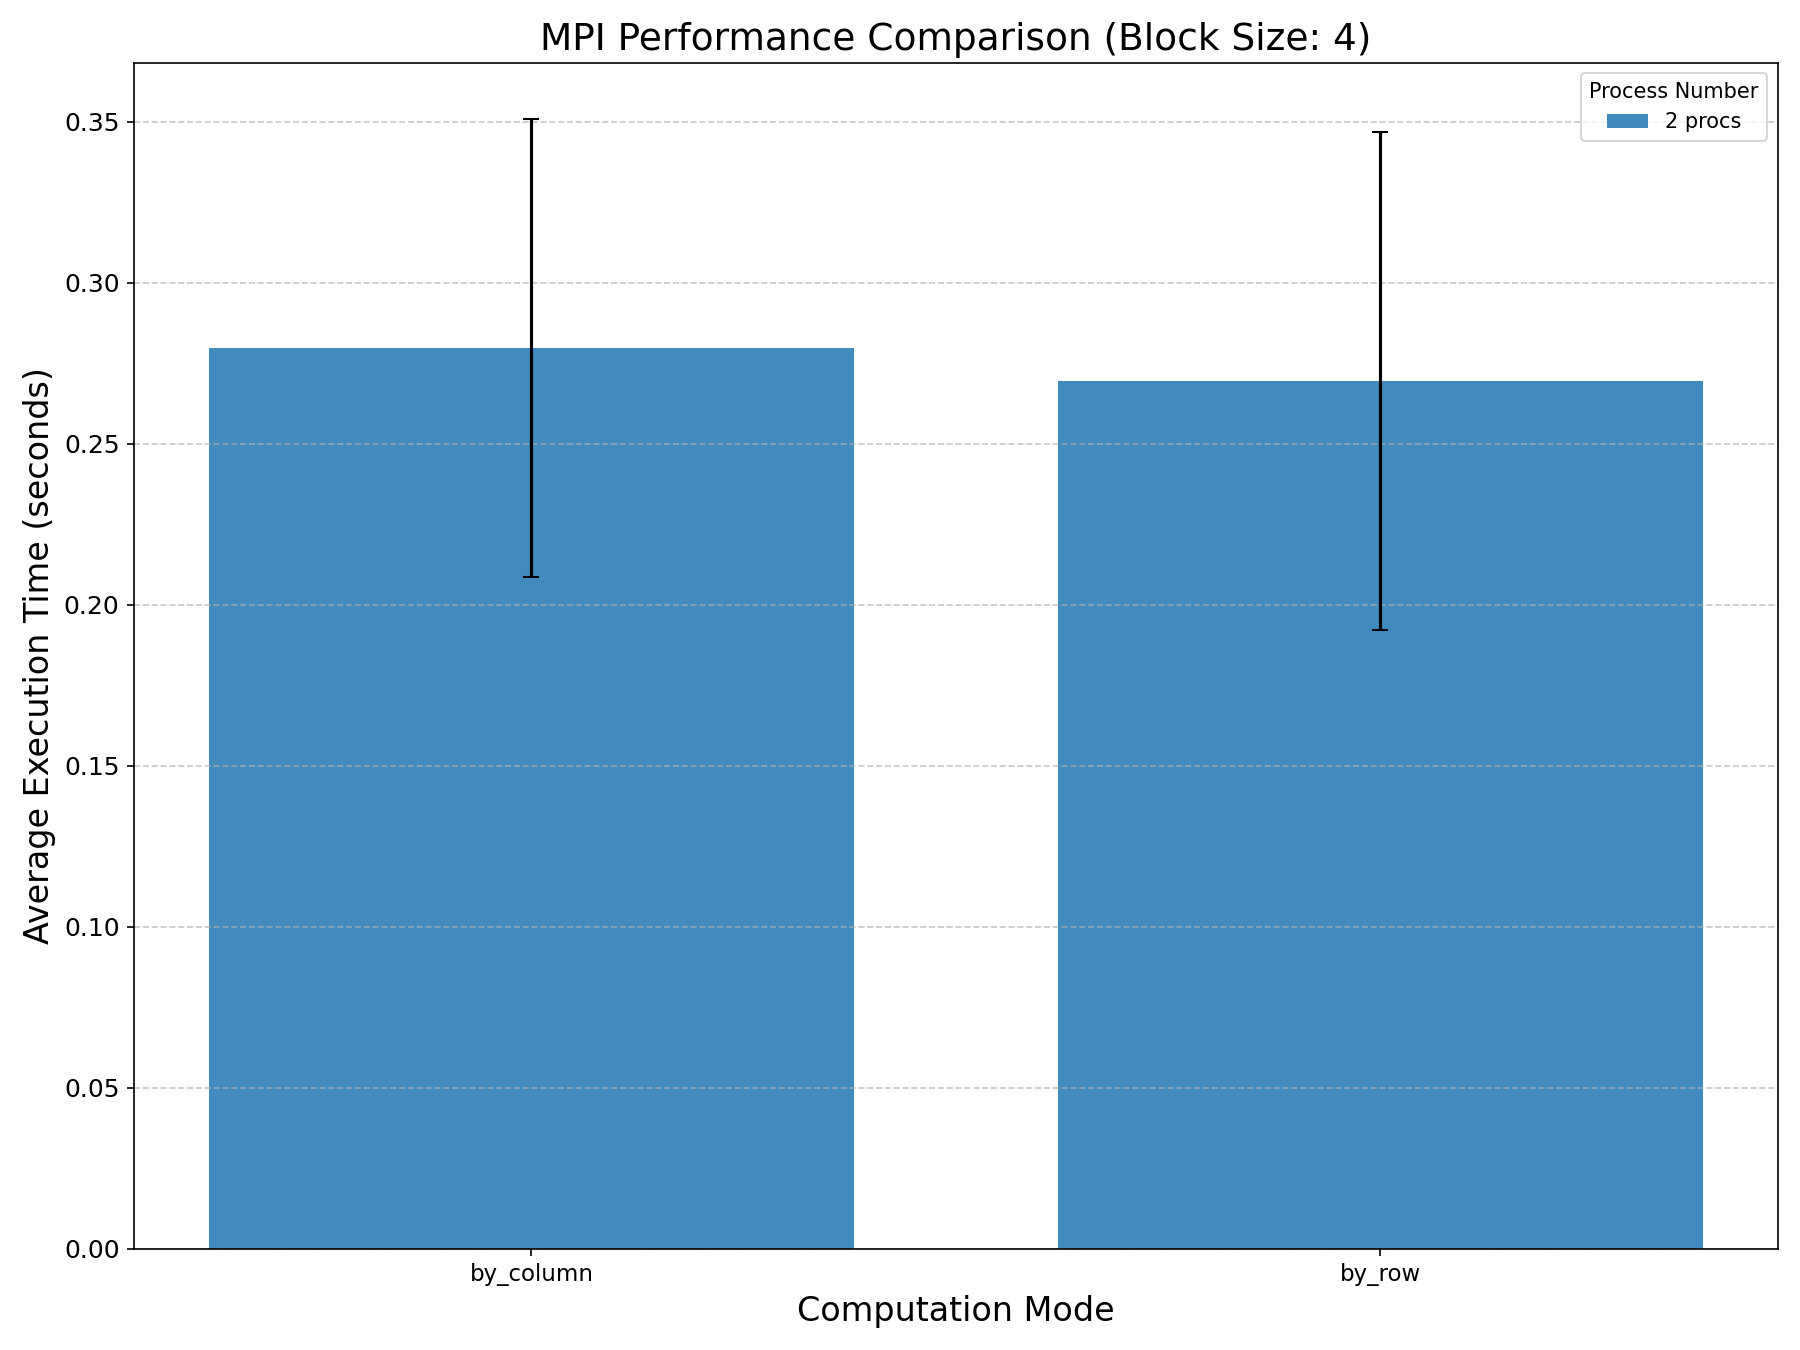 MPI Performance Comparison (Block Size: 4)
Process Number
2 procs
Average Execution Time (seconds)
0.35
0.30
0.25
0.20
0.15
0.10
0.05
0.00
by_column
by_row
Computation Mode